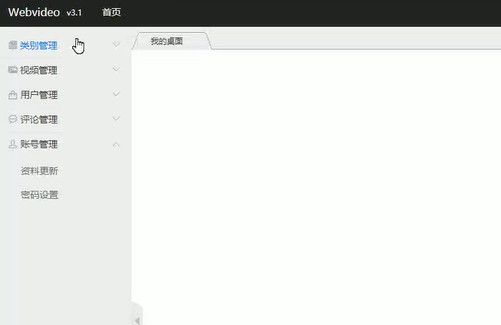 Webvideo v3.1 首页
类别管理
我的桌面
视频管理
用户管理
评论管理
账号管理
资料更新
密码设置